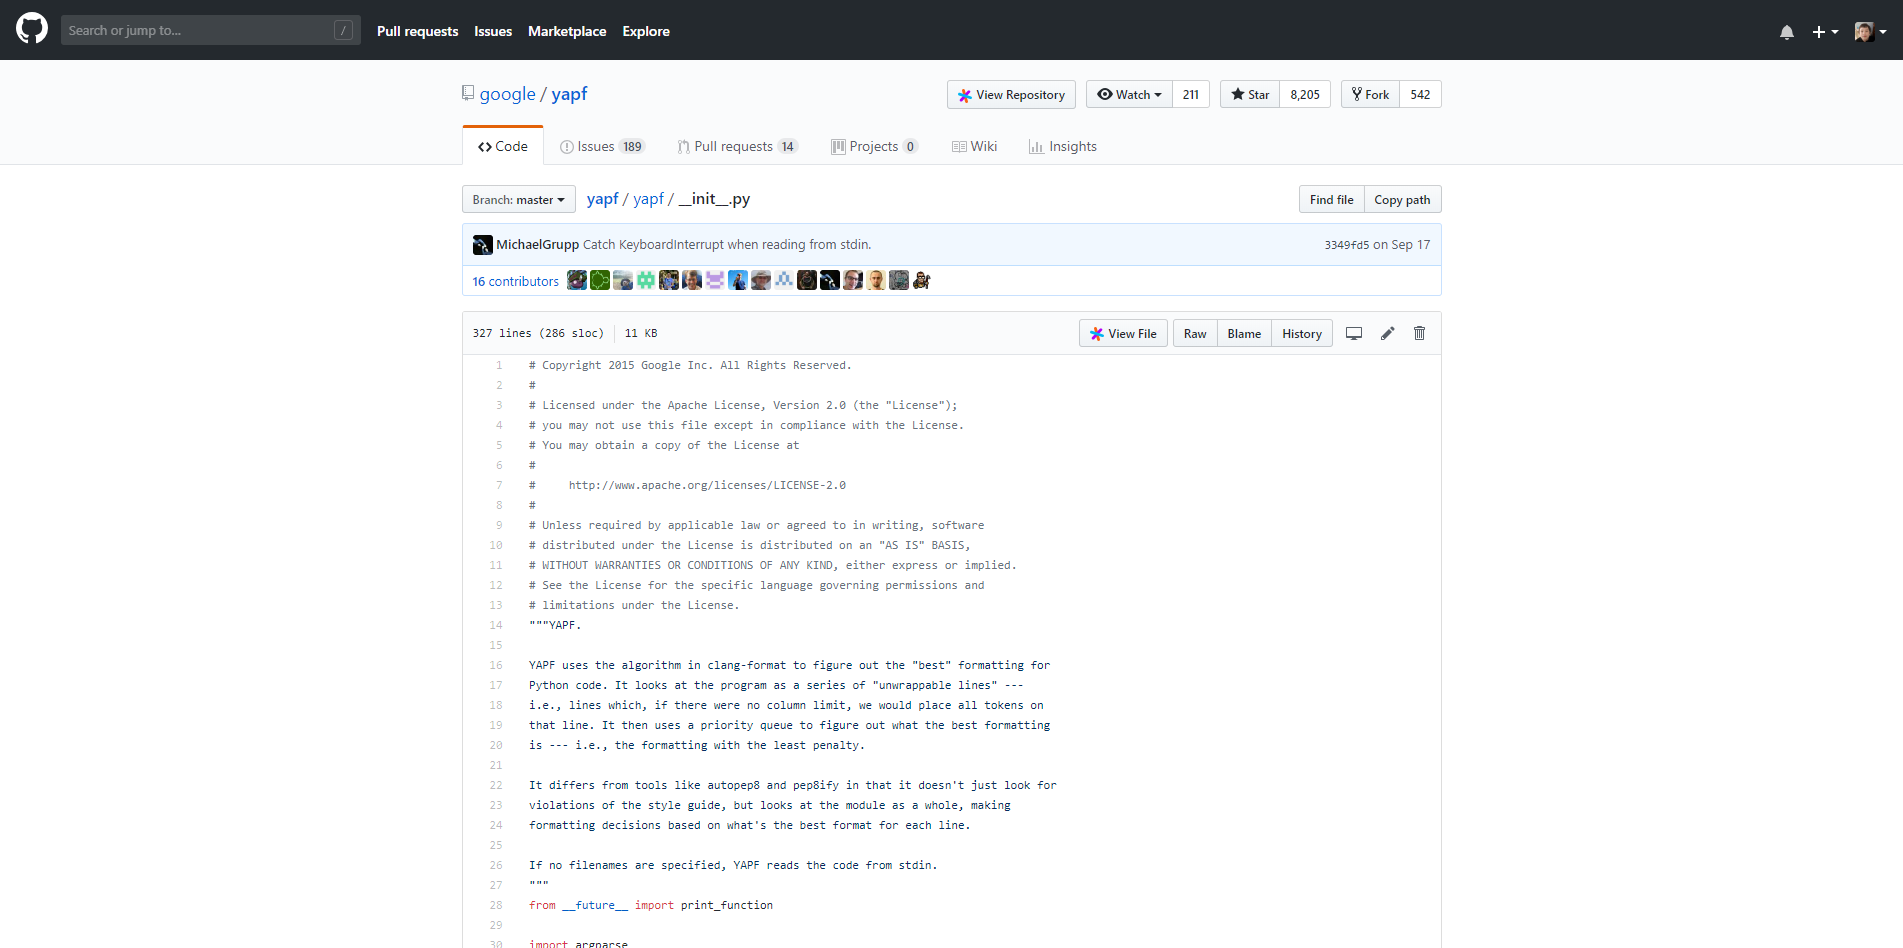 Search or jump to... /
Pull requests Issues Marketplace Explore
google / yapf
View Repository Watch 211 Star 8,205 Fork 542
Code Issues 189 Pull requests 14 Projects 0 Wiki Insights
Branch: master yapf / yapf / __init__.py Find file Copy path
MichaelGrupp Catch KeyboardInterrupt when reading from stdin. 3349fd5 on Sep 17
16 contributors
327 lines (286 sloc) 11 KB View File Raw Blame History
1 # Copyright 2015 Google Inc. All Rights Reserved.
2 #
3 # Licensed under the Apache License, Version 2.0 (the "License");
4 # you may not use this file except in compliance with the License.
5 # You may obtain a copy of the License at
6 #
7 #     http://www.apache.org/licenses/LICENSE-2.0
8 #
9 # Unless required by applicable law or agreed to in writing, software
10 # distributed under the License is distributed on an "AS IS" BASIS,
11 # WITHOUT WARRANTIES OR CONDITIONS OF ANY KIND, either express or implied.
12 # See the License for the specific language governing permissions and
13 # limitations under the License.
14 """YAPF.
15
16 YAPF uses the algorithm in clang-format to figure out the "best" formatting for
17 Python code. It looks at the program as a series of "unwrappable lines" ---
18 i.e., lines which, if there were no column limit, we would place all tokens on
19 that line. It then uses a priority queue to figure out what the best formatting
20 is --- i.e., the formatting with the least penalty.
21
22 It differs from tools like autopep8 and pep8ify in that it doesn't just look for
23 violations of the style guide, but looks at the module as a whole, making
24 formatting decisions based on what's the best format for each line.
25
26 If no filenames are specified, YAPF reads the code from stdin.
27 """
28 from __future__ import print_function
29
30 import argparse